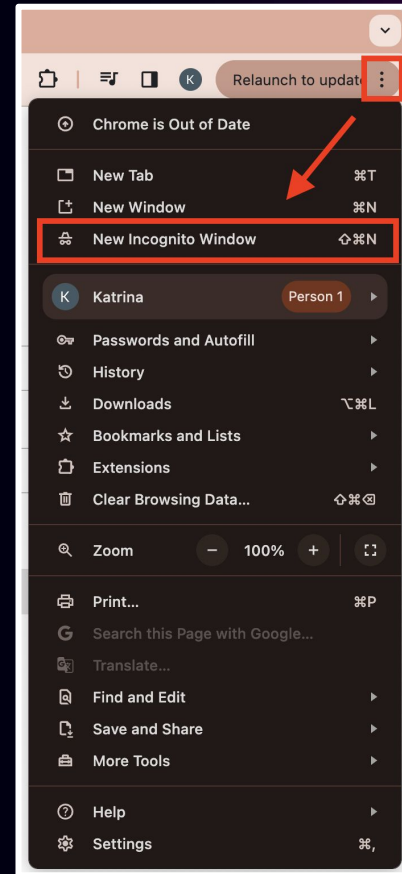 K
Relaunch to updat
Chrome is Out of Date
New Tab ⌘T
New Window ⌘N
New Incognito Window ⇧⌘N
K Katrina Person 1
Passwords and Autofill
History
Downloads ⌥⌘L
Bookmarks and Lists
Extensions
Clear Browsing Data... ⇧⌘⌫
Zoom − 100% +
Print... ⌘P
G Search this Page with Google...
Translate...
Find and Edit
Save and Share
More Tools
Help
Settings ⌘,